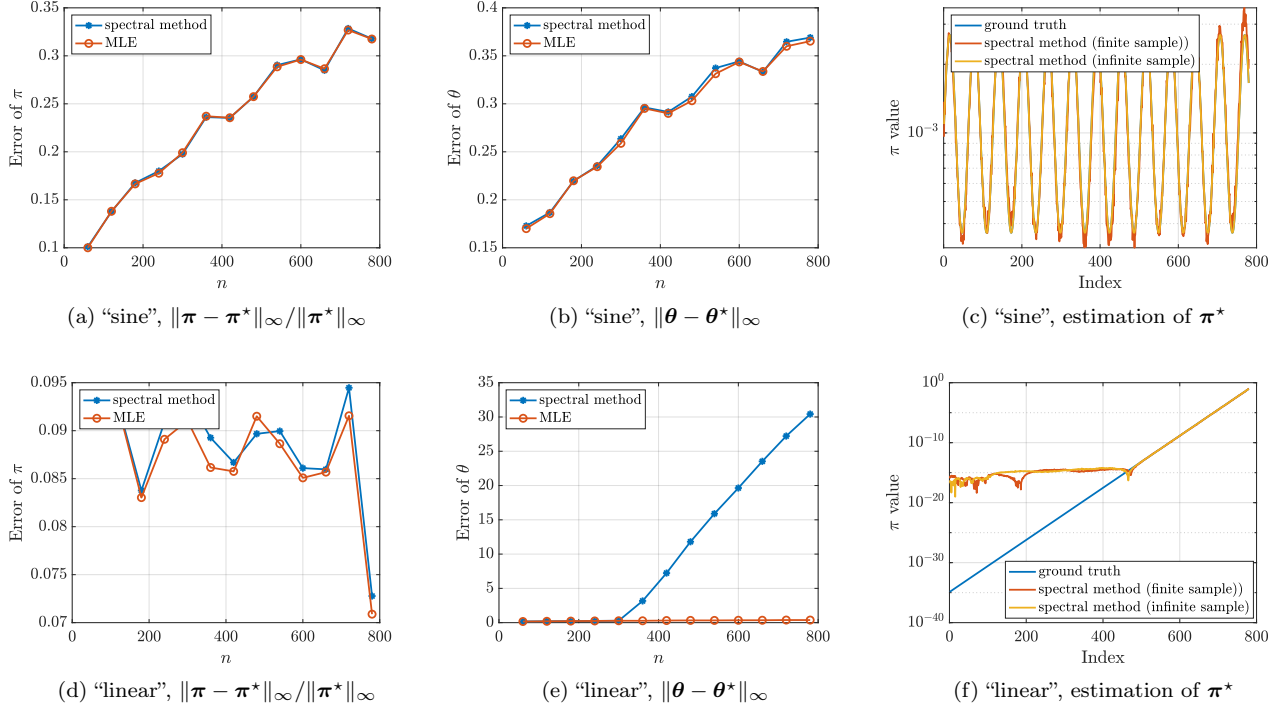 0.35
0.3
0.25
0.2
0.15
0.1
Error of π
spectral method
MLE
0 200 400 600 800
n
(a) “sine”, ‖π − π⋆‖∞/‖π⋆‖∞
0.4
0.35
0.3
0.25
0.2
0.15
Error of θ
spectral method
MLE
0 200 400 600 800
n
(b) “sine”, ‖θ − θ⋆‖∞
10⁻³
π value
ground truth
spectral method (finite sample))
spectral method (infinite sample)
0 200 400 600 800
Index
(c) “sine”, estimation of π⋆
0.095
0.09
0.085
0.08
0.075
0.07
Error of π
spectral method
MLE
0 200 400 600 800
n
(d) “linear”, ‖π − π⋆‖∞/‖π⋆‖∞
35
30
25
20
15
10
5
0
Error of θ
spectral method
MLE
0 200 400 600 800
n
(e) “linear”, ‖θ − θ⋆‖∞
10⁰
10⁻¹⁰
10⁻²⁰
10⁻³⁰
10⁻⁴⁰
π value
ground truth
spectral method (finite sample))
spectral method (infinite sample)
0 200 400 600 800
Index
(f) “linear”, estimation of π⋆